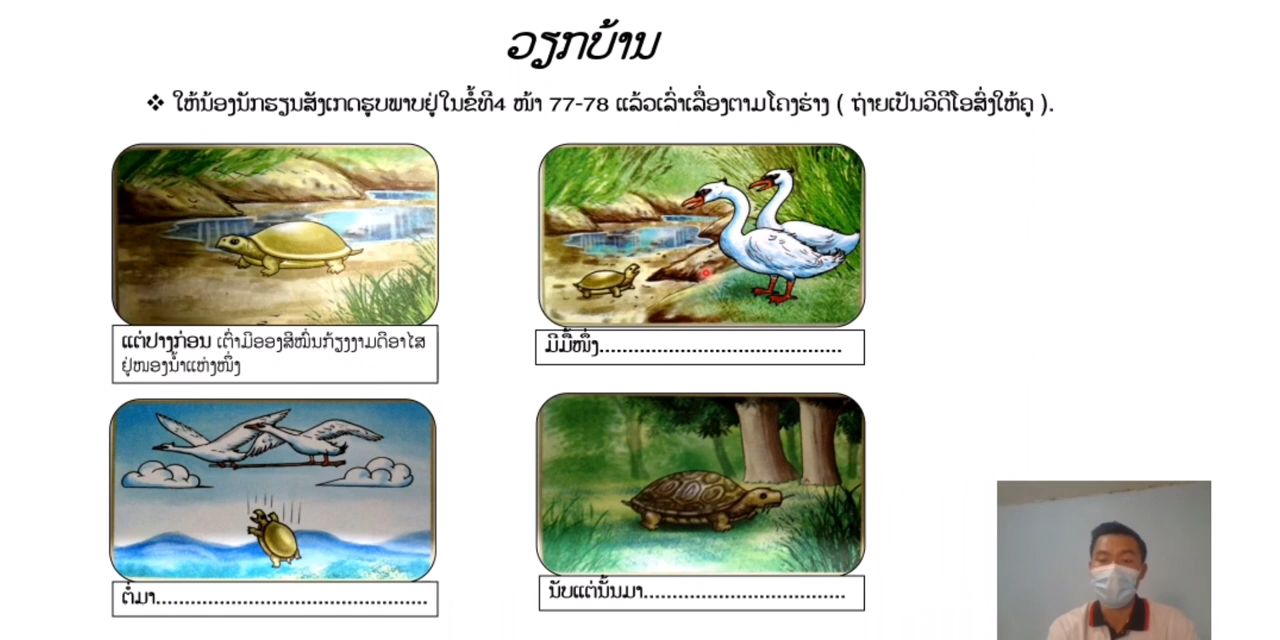 ວຽກບ້ານ
❖ ໃຫ້ນ້ອງນັກຮຽນສັງເກດຮູບພາບຢູ່ໃນຂໍ້ທີ4 ໜ້າ 77-78 ແລ້ວເລົ່າເລື່ອງຕາມໂຄງຮ່າງ ( ຖ່າຍເປັນວີດີໂອສົ່ງໃຫ້ຄູ ).
ແຕ່ປາງກ່ອນ ເຕົ່າມີອອງສີໝົ່ນກ້ຽງງາມດີອາໄສ
ຢູ່ໜອງນ້ຳແຫ່ງໜຶ່ງ
ມີມື້ໜຶ່ງ..........................................
ຕໍ່ມາ...............................................
ນັບແຕ່ນັ້ນມາ...................................